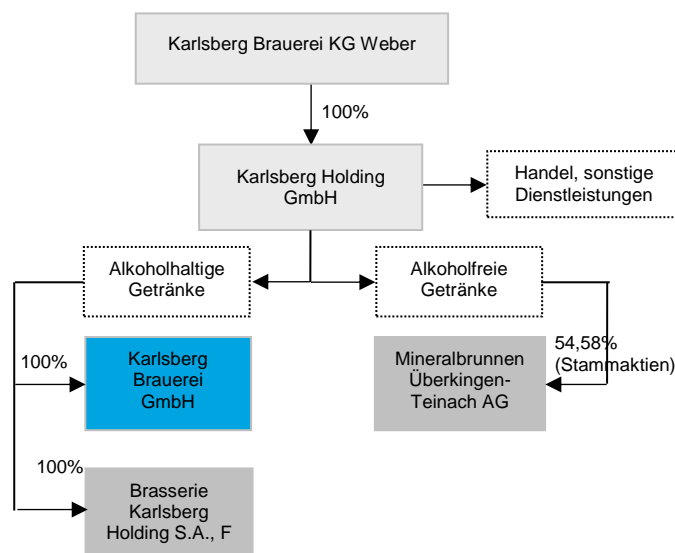 Karlsberg Brauerei KG Weber
100%
Karlsberg Holding
GmbH
Handel, sonstige
Dienstleistungen
Alkoholhaltige
Getränke
Alkoholfreie
Getränke
100%
Karlsberg
Brauerei
GmbH
Mineralbrunnen
Überkingen-
Teinach AG
54,58%
(Stammaktien)
100%
Brasserie
Karlsberg
Holding S.A., F